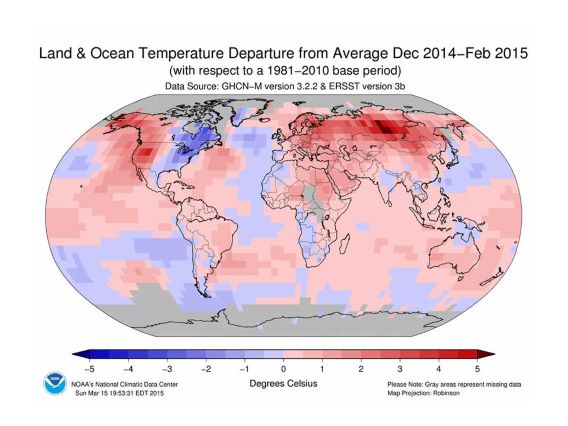 Land & Ocean Temperature Departure from Average Dec 2014–Feb 2015
(with respect to a 1981–2010 base period)
Data Source: GHCN–M version 3.2.2 & ERSST version 3b
−5 −4 −3 −2 −1 0 1 2 3 4 5
Degrees Celsius
NOAA's National Climatic Data Center
Sun Mar 15 19:53:31 EDT 2015
Please Note: Gray areas represent missing data
Map Projection: Robinson